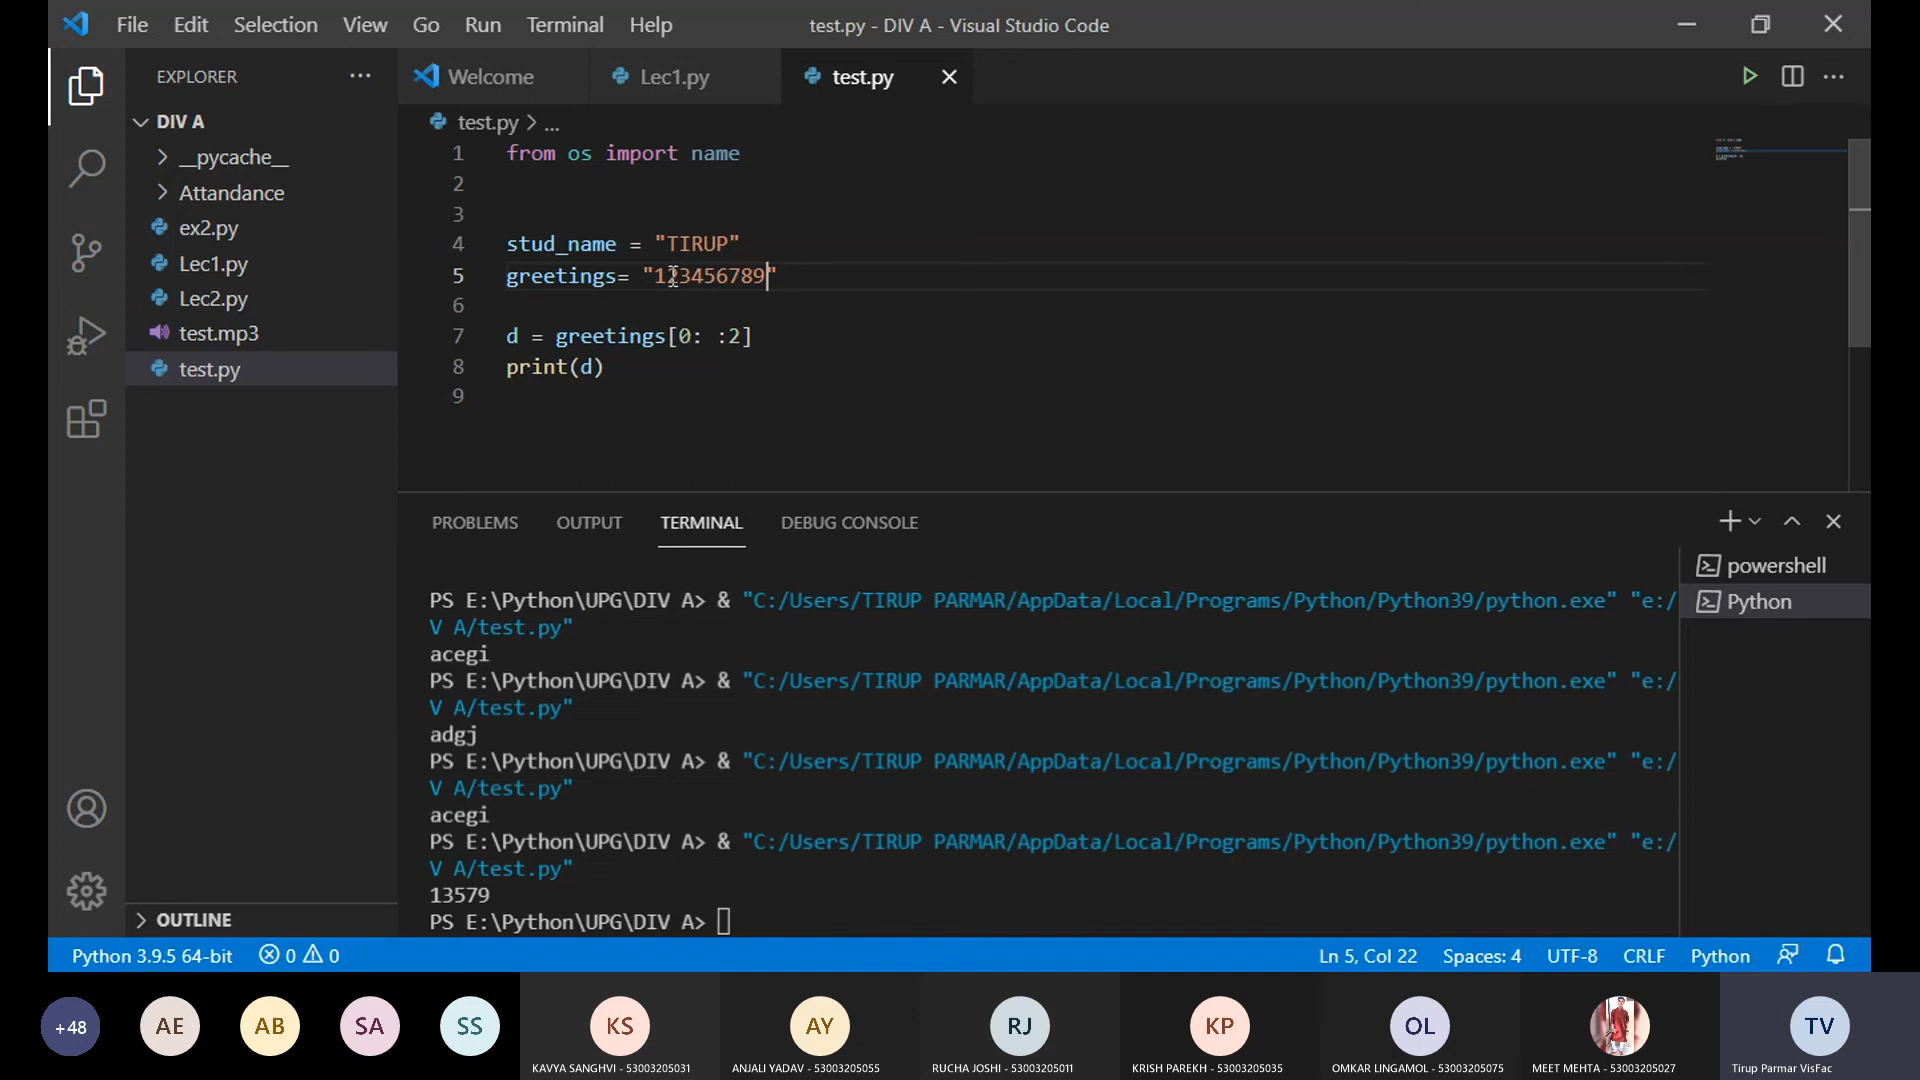 File Edit Selection View Go Run Terminal Help test.py - DIV A - Visual Studio Code
EXPLORER ... Welcome Lec1.py test.py
DIV A
__pycache__
Attandance
ex2.py
Lec1.py
Lec2.py
test.mp3
test.py
OUTLINE
test.py > ...
1 from os import name
2
3
4 stud_name = "TIRUP"
5 greetings= "123456789"
6
7 d = greetings[0: :2]
8 print(d)
9
PROBLEMS OUTPUT TERMINAL DEBUG CONSOLE
powershell
Python
PS E:\Python\UPG\DIV A> & "C:/Users/TIRUP PARMAR/AppData/Local/Programs/Python/Python39/python.exe" "e:/
V A/test.py"
acegi
PS E:\Python\UPG\DIV A> & "C:/Users/TIRUP PARMAR/AppData/Local/Programs/Python/Python39/python.exe" "e:/
V A/test.py"
adgj
PS E:\Python\UPG\DIV A> & "C:/Users/TIRUP PARMAR/AppData/Local/Programs/Python/Python39/python.exe" "e:/
V A/test.py"
acegi
PS E:\Python\UPG\DIV A> & "C:/Users/TIRUP PARMAR/AppData/Local/Programs/Python/Python39/python.exe" "e:/
V A/test.py"
13579
PS E:\Python\UPG\DIV A>
Python 3.9.5 64-bit 0 0 Ln 5, Col 22 Spaces: 4 UTF-8 CRLF Python
+48 AE AB SA SS KS AY RJ KP OL TV
KAVYA SANGHVI - 53003205031 ANJALI YADAV - 53003205055 RUCHA JOSHI - 53003205011 KRISH PAREKH - 53003205035 OMKAR LINGAMOL - 53003205075 MEET MEHTA - 53003205027 Tirup Parmar VisFac